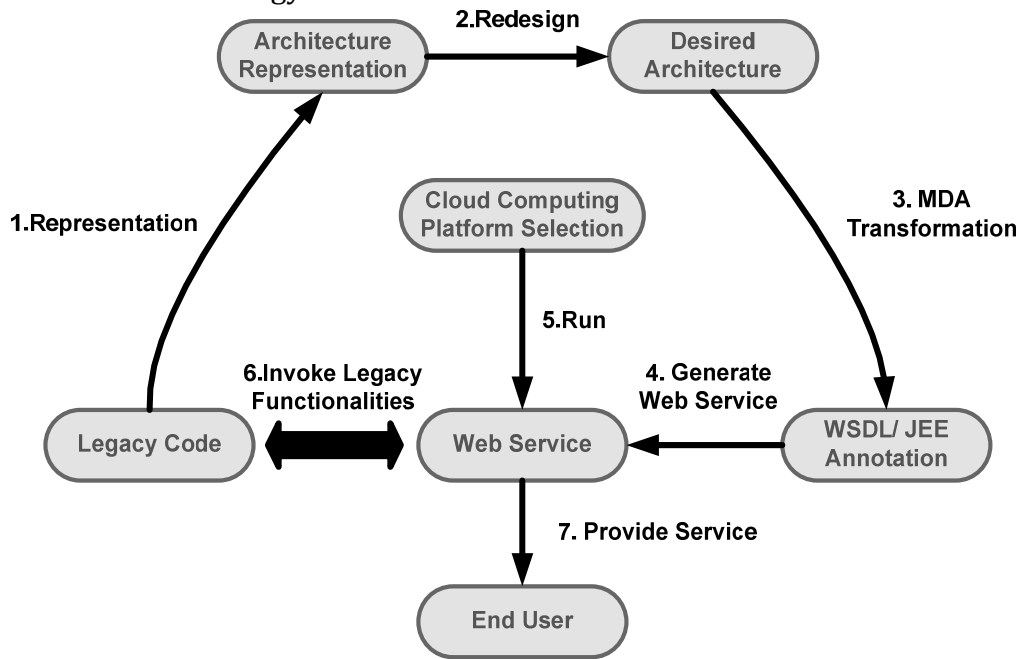 2.Redesign
Architecture
Representation
Desired
Architecture
1.Representation
Cloud Computing
Platform Selection
3. MDA
Transformation
5.Run
6.Invoke Legacy
Functionalities
4. Generate
Web Service
Legacy Code
Web Service
WSDL/ JEE
Annotation
7. Provide Service
End User